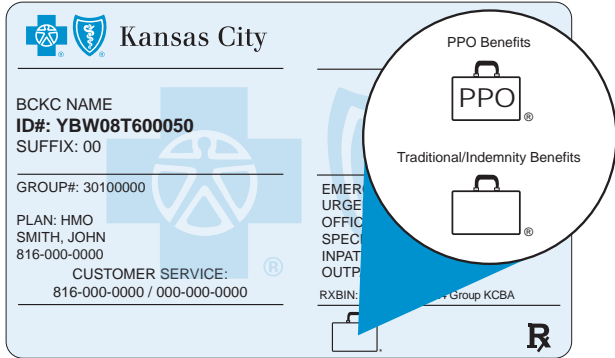 Kansas City
BCKC NAME
ID#: YBW08T600050
SUFFIX: 00
GROUP#: 30100000
PLAN: HMO
SMITH, JOHN
816-000-0000
CUSTOMER SERVICE:
816-000-0000 / 000-000-0000
PPO Benefits
PPO
®
Traditional/Indemnity Benefits
®
EMER
URGE
OFFIC
SPECI
INPAT
OUTP
RXBIN: Group KCBA
®
Rx